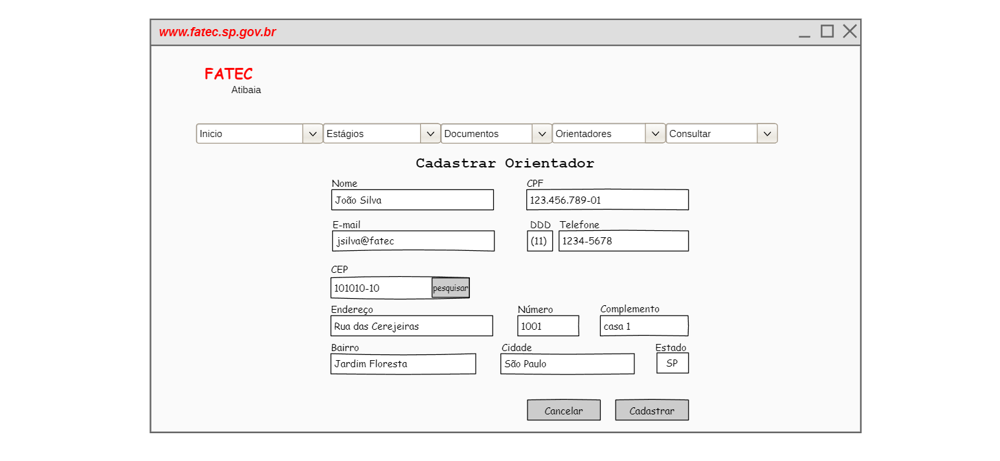 www.fatec.sp.gov.br
FATEC
Atibaia
Inicio Estágios Documentos Orientadores Consultar
Cadastrar Orientador
Nome CPF
João Silva 123.456.789-01
E-mail DDD Telefone
jsilva@fatec (11) 1234-5678
CEP
101010-10 pesquisar
Endereço Número Complemento
Rua das Cerejeiras 1001 casa 1
Bairro Cidade Estado
Jardim Floresta São Paulo SP
Cancelar Cadastrar